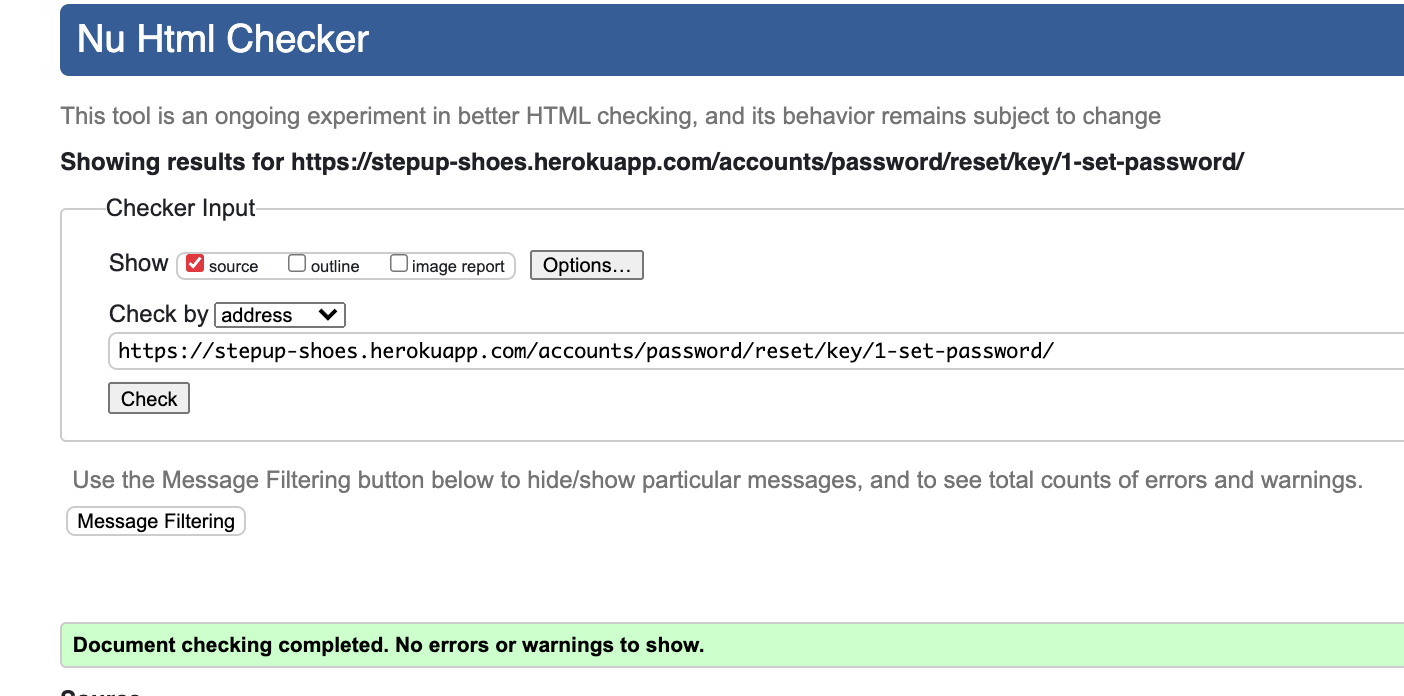 Nu Html Checker
This tool is an ongoing experiment in better HTML checking, and its behavior remains subject to change
Showing results for https://stepup-shoes.herokuapp.com/accounts/password/reset/key/1-set-password/
Checker Input
Show source outline image report Options...
Check by address
https://stepup-shoes.herokuapp.com/accounts/password/reset/key/1-set-password/
Check
Use the Message Filtering button below to hide/show particular messages, and to see total counts of errors and warnings.
Message Filtering
Document checking completed. No errors or warnings to show.